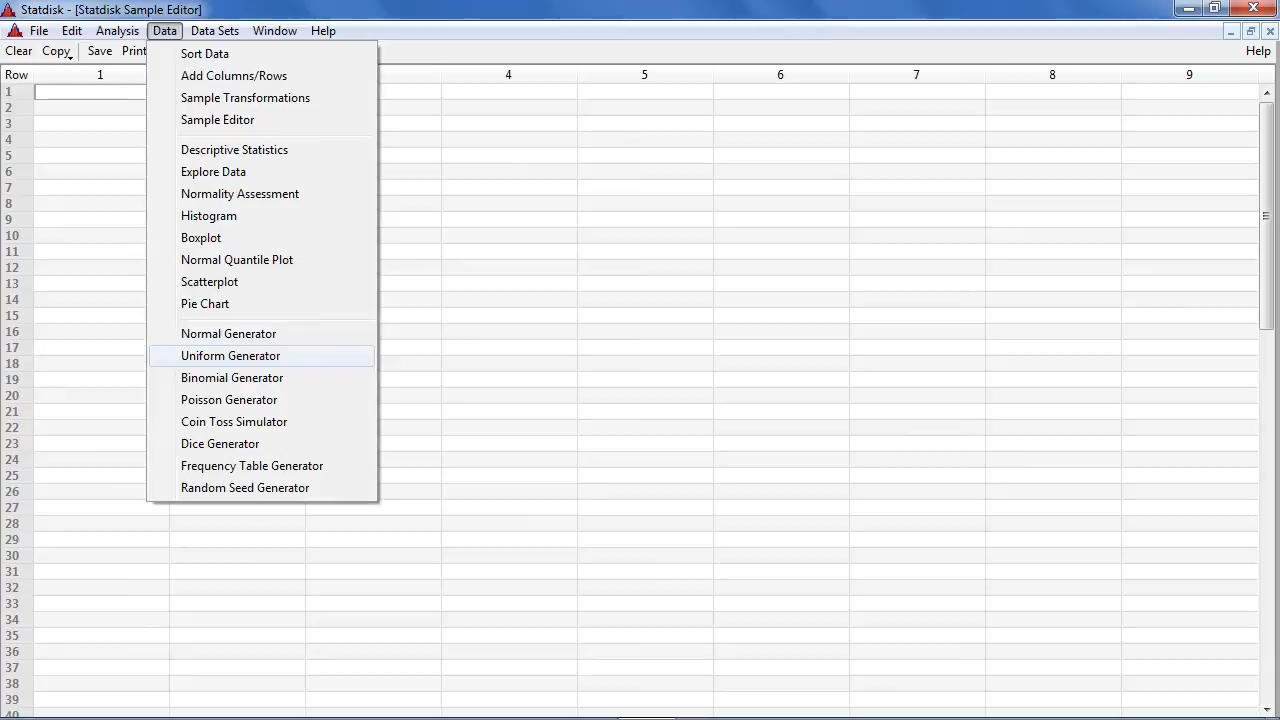 Statdisk - [Statdisk Sample Editor]
File Edit Analysis Data Data Sets Window Help
Clear Copy Save Print Help
Row 1 4 5 6 7 8 9
Sort Data
Add Columns/Rows
Sample Transformations
Sample Editor
Descriptive Statistics
Explore Data
Normality Assessment
Histogram
Boxplot
Normal Quantile Plot
Scatterplot
Pie Chart
Normal Generator
Uniform Generator
Binomial Generator
Poisson Generator
Coin Toss Simulator
Dice Generator
Frequency Table Generator
Random Seed Generator
1
2
3
4
5
6
7
8
9
10
11
12
13
14
15
16
17
18
19
20
21
22
23
24
25
26
27
28
29
30
31
32
33
34
35
36
37
38
39
40